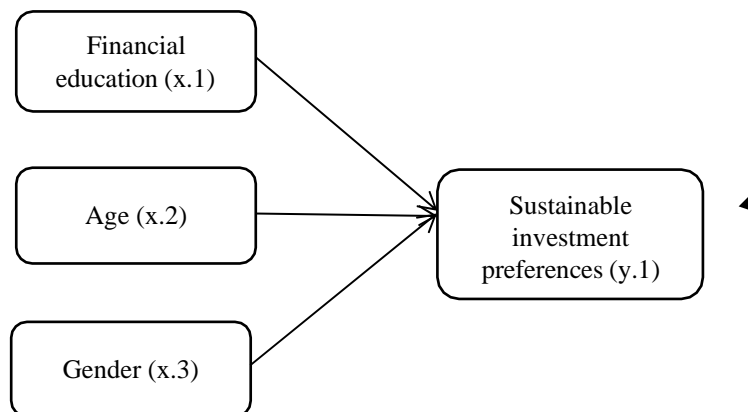 Financial
education (x.1)
Age (x.2)
Sustainable
investment
preferences (y.1)
Gender (x.3)